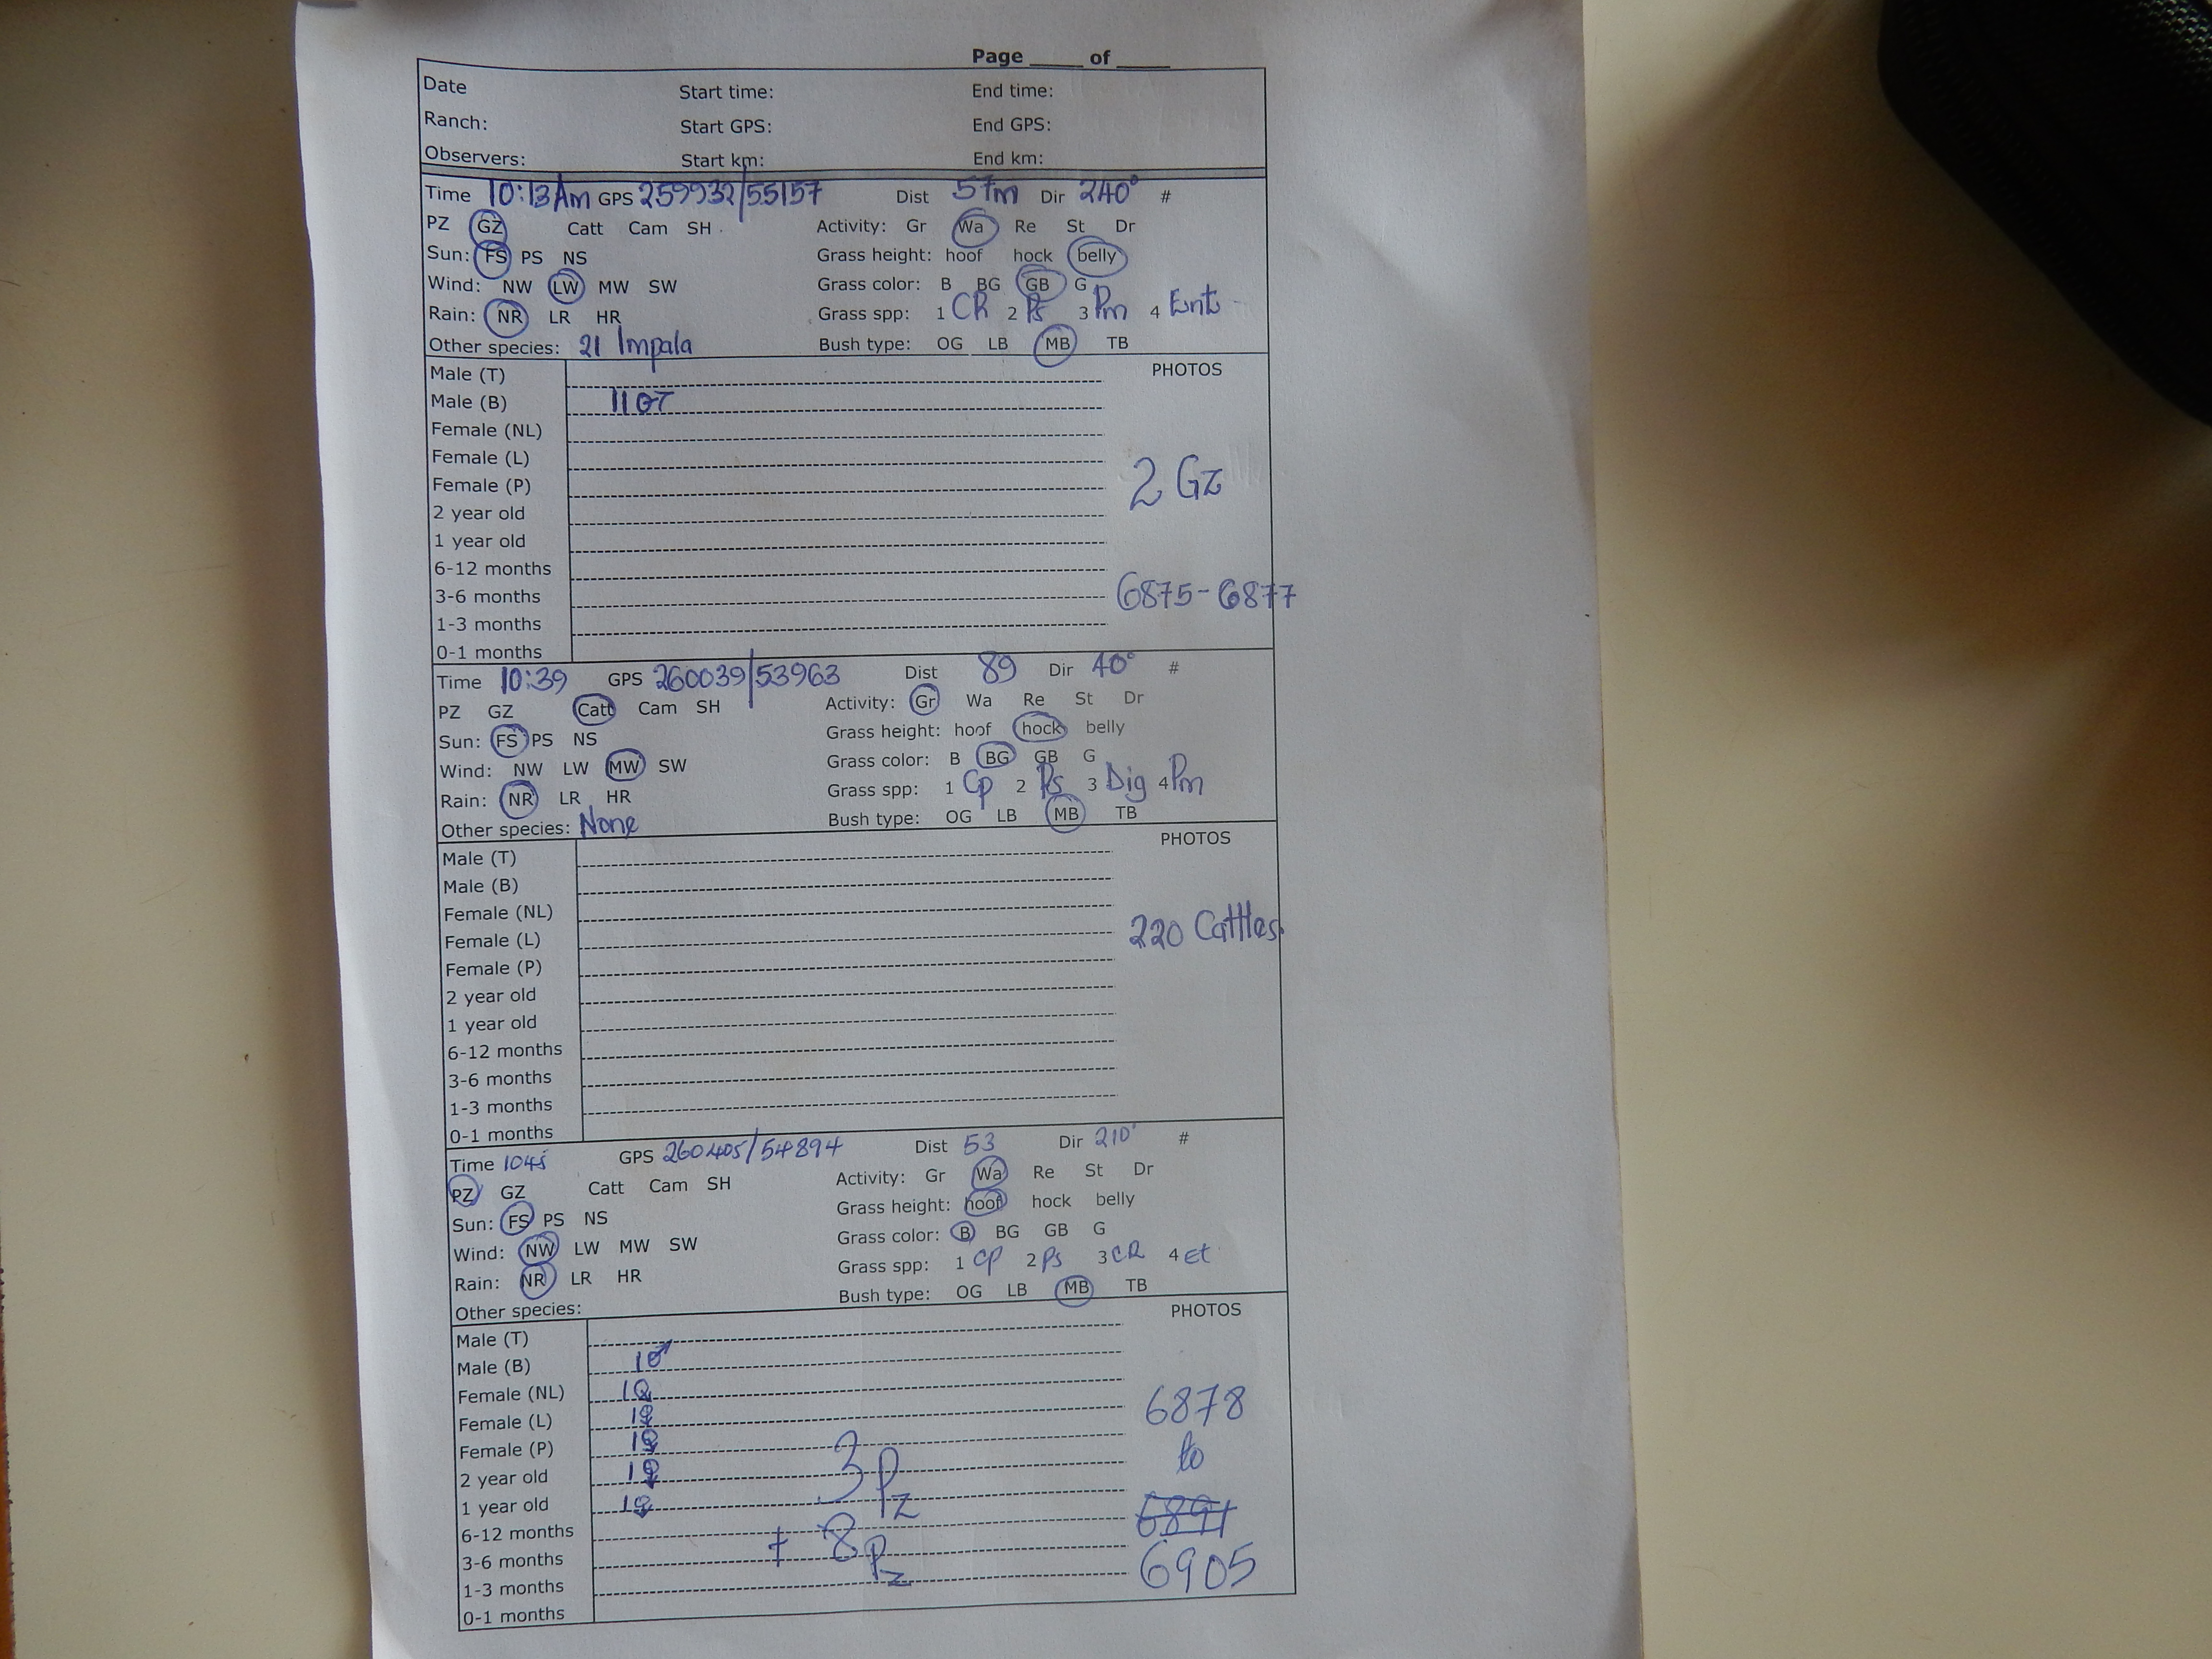 Page _____ of _____
Date Start time: End time:
Ranch: Start GPS: End GPS:
Observers: Start km: End km:
Time 10:13Am GPS 259932/55157 Dist 57m Dir 240° #
PZ GZ Catt Cam SH Activity: Gr Wa Re St Dr
Sun: FS PS NS Grass height: hoof hock belly
Wind: NW LW MW SW Grass color: B BG GB G
Rain: NR LR HR Grass spp: 1 CR 2 Ps 3 Pm 4 Ent
Other species: 21 Impala Bush type: OG LB MB TB
Male (T) PHOTOS
Male (B)
Female (NL)
Female (L)
Female (P) 2 Gz
2 year old
1 year old
6-12 months
3-6 months 6875-6877
1-3 months
0-1 months
Time 10:39 GPS 260039/53963 Dist 89 Dir 40° #
PZ GZ Catt Cam SH Activity: Gr Wa Re St Dr
Sun: FS PS NS Grass height: hoof hock belly
Wind: NW LW MW SW Grass color: B BG GB G
Rain: NR LR HR Grass spp: 1 Cp 2 Ps 3 Dig 4 Pm
Other species: None Bush type: OG LB MB TB
Male (T) PHOTOS
Male (B)
Female (NL)
Female (L) 220 Cattles
Female (P)
2 year old
1 year old
6-12 months
3-6 months
1-3 months
0-1 months
Time 1045 GPS 260405/54894 Dist 53 Dir 210° #
PZ GZ Catt Cam SH Activity: Gr Wa Re St Dr
Sun: FS PS NS Grass height: hoof hock belly
Wind: NW LW MW SW Grass color: B BG GB G
Rain: NR LR HR Grass spp: 1 Cp 2 Ps 3 CR 4 Et
Other species: Bush type: OG LB MB TB
Male (T) PHOTOS
Male (B) 1♂
Female (NL) 1♀
Female (L) 1♀ 6878
Female (P) 1♀ to
2 year old 1♀ 3 Pz
1 year old 1♀ 6891
6-12 months + 8 Pz
3-6 months 6905
1-3 months
0-1 months